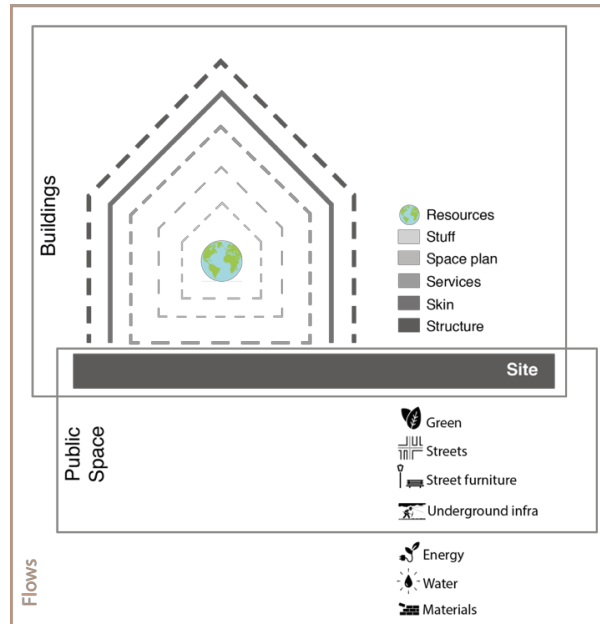 Buildings
Resources
Stuff
Space plan
Services
Skin
Structure
Site
Public
Space
Green
Streets
Street furniture
Underground infra
Flows
Energy
Water
Materials